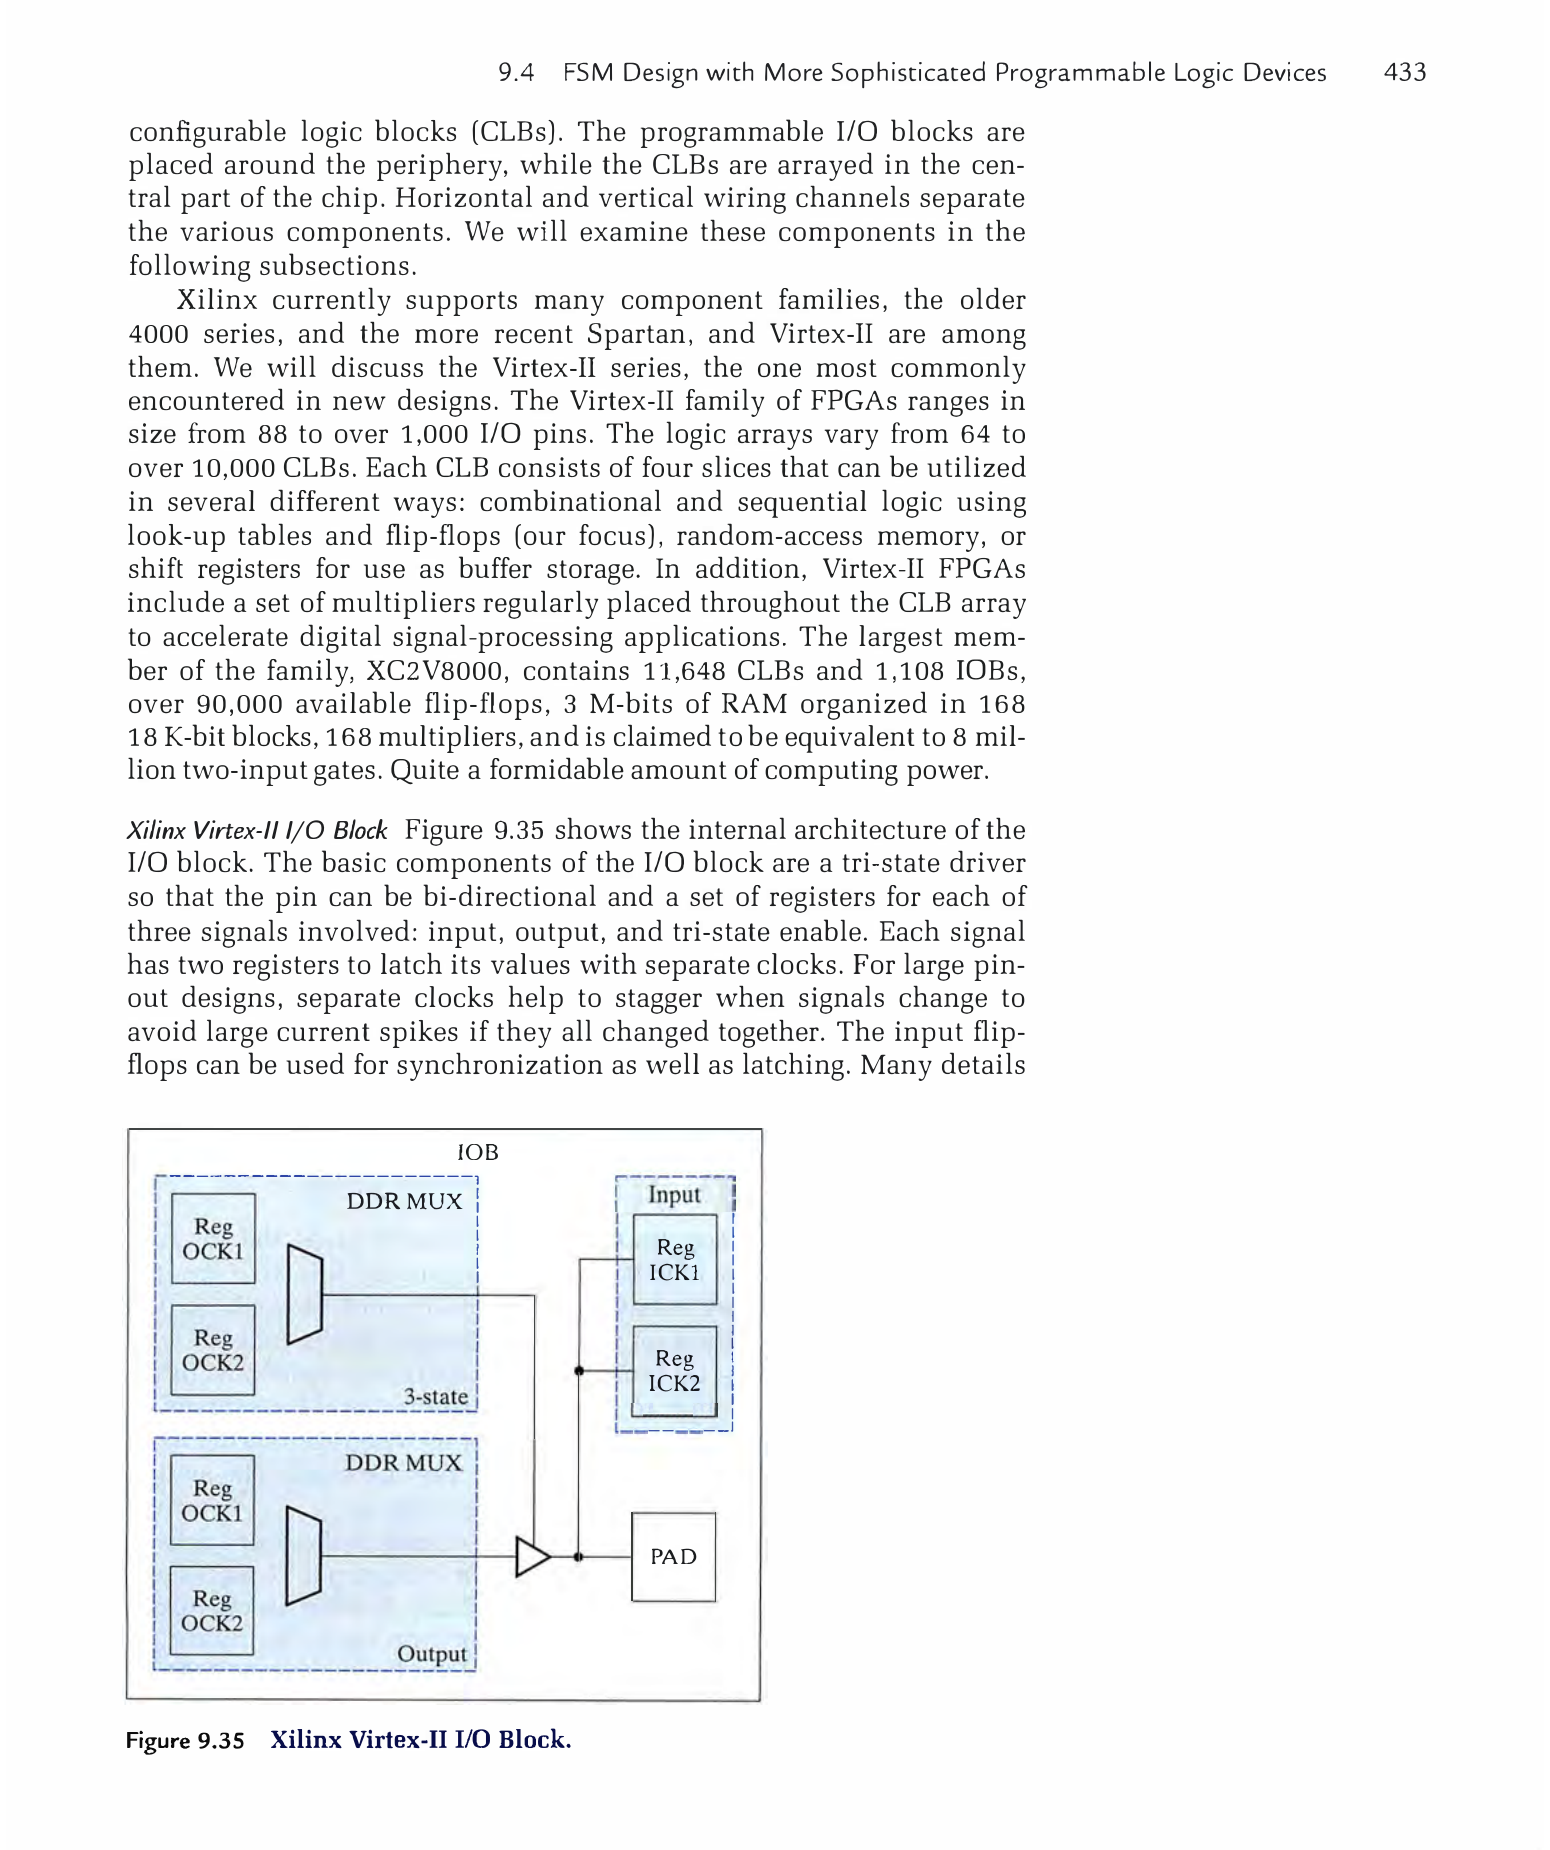 9.4 FSM Design with More Sophisticated Programmable Logic Devices 433
configurable logic blocks (CLBs). The programmable I/O blocks are
placed around the periphery, while the CLBs are arrayed in the cen-
tral part of the chip. Horizontal and vertical wiring channels separate
the various components. We will examine these components in the
following subsections.
Xilinx currently supports many component families, the older
4000 series, and the more recent Spartan, and Virtex-II are among
them. We will discuss the Virtex-II series, the one most commonly
encountered in new designs. The Virtex-II family of FPGAs ranges in
size from 88 to over 1,000 I/O pins. The logic arrays vary from 64 to
over 10,000 CLBs. Each CLB consists of four slices that can be utilized
in several different ways: combinational and sequential logic using
look-up tables and flip-flops (our focus), random-access memory, or
shift registers for use as buffer storage. In addition, Virtex-II FPGAs
include a set of multipliers regularly placed throughout the CLB array
to accelerate digital signal-processing applications. The largest mem-
ber of the family, XC2V8000, contains 11,648 CLBs and 1,108 IOBs,
over 90,000 available flip-flops, 3 M-bits of RAM organized in 168
18 K-bit blocks, 168 multipliers, and is claimed to be equivalent to 8 mil-
lion two-input gates. Quite a formidable amount of computing power.
Xilinx Virtex-II I/O Block Figure 9.35 shows the internal architecture of the
I/O block. The basic components of the I/O block are a tri-state driver
so that the pin can be bi-directional and a set of registers for each of
three signals involved: input, output, and tri-state enable. Each signal
has two registers to latch its values with separate clocks. For large pin-
out designs, separate clocks help to stagger when signals change to
avoid large current spikes if they all changed together. The input flip-
flops can be used for synchronization as well as latching. Many details
IOB
DDR MUX
Reg
OCK1
Reg
OCK2
3-state
Input
Reg
ICK1
Reg
ICK2
DDR MUX
Reg
OCK1
Reg
OCK2
Output
PAD
Figure 9.35 Xilinx Virtex-II I/O Block.